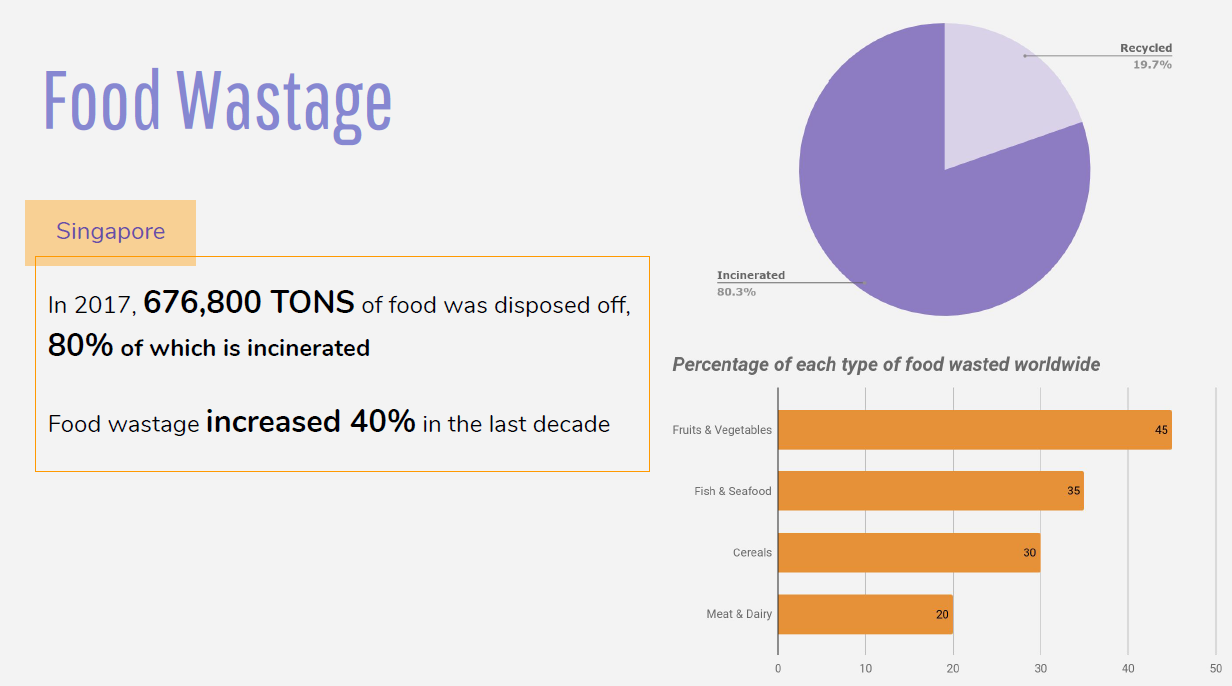 Food Wastage
Singapore
In 2017, 676,800 TONS of food was disposed off,
80% of which is incinerated
Food wastage increased 40% in the last decade
Recycled
19.7%
Incinerated
80.3%
Percentage of each type of food wasted worldwide
Fruits & Vegetables 45
Fish & Seafood 35
Cereals 30
Meat & Dairy 20
0 10 20 30 40 50